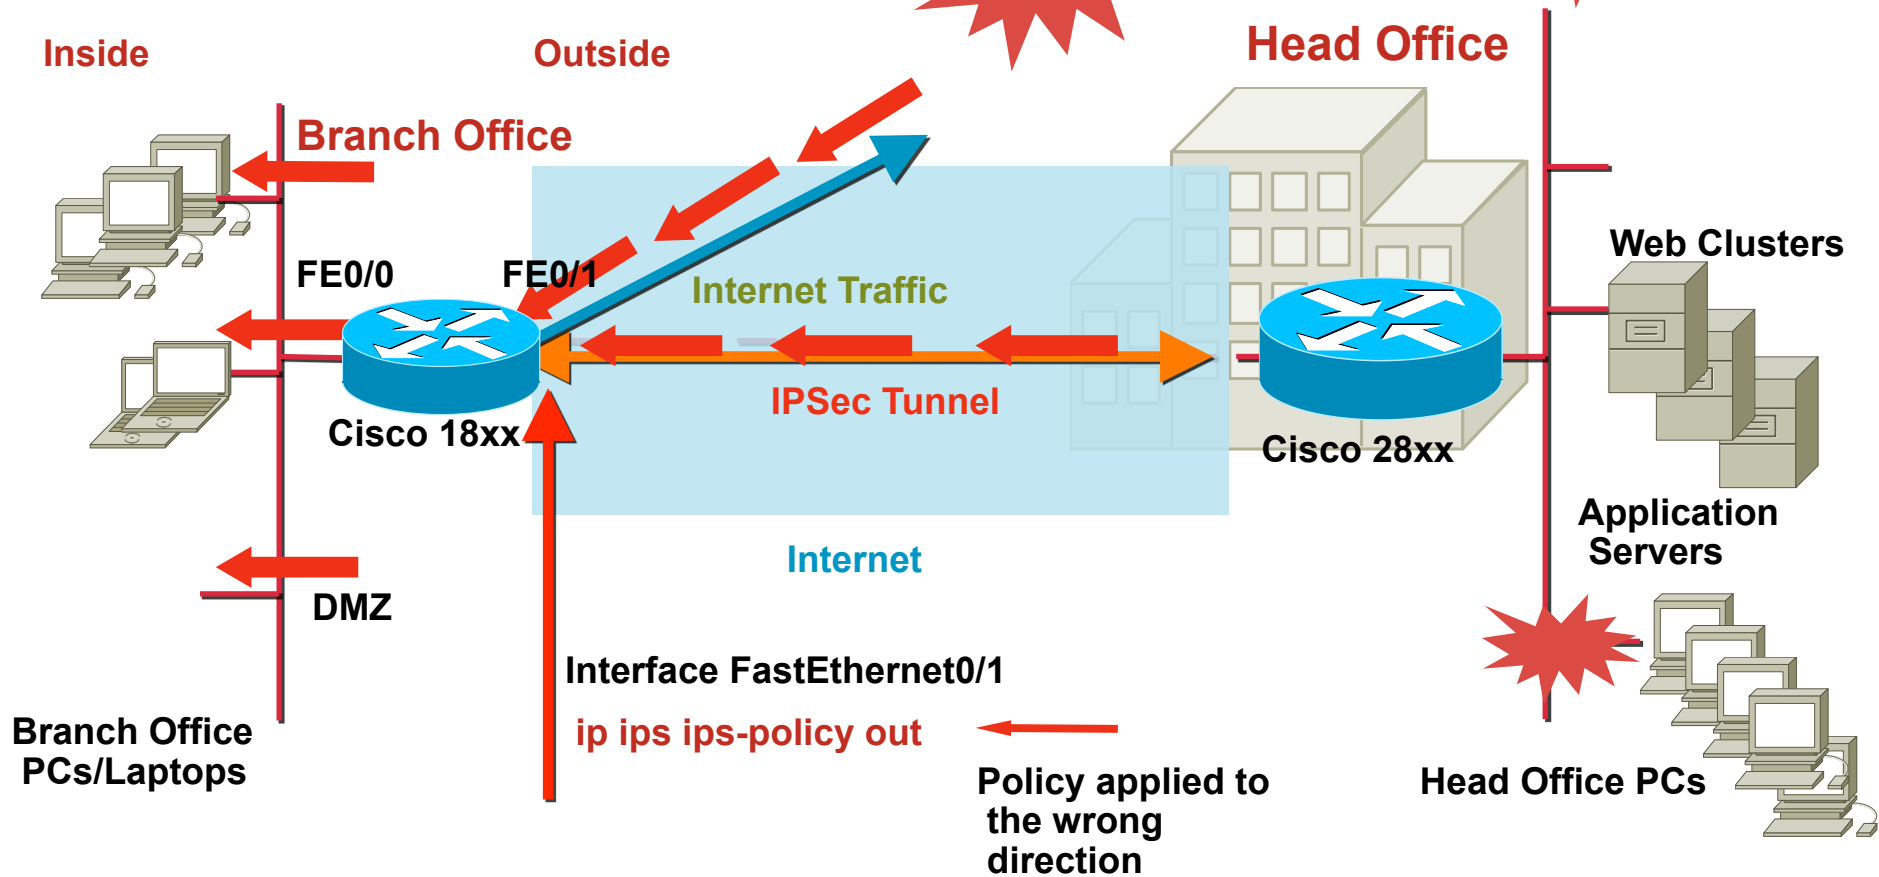 Inside
Outside
Head Office
Branch Office
Web Clusters
FE0/0
FE0/1
Internet Traffic
IPSec Tunnel
Cisco 18xx
Cisco 28xx
Application
Servers
Internet
DMZ
Interface FastEthernet0/1
ip ips ips-policy out
Branch Office
PCs/Laptops
Policy applied to
the wrong
direction
Head Office PCs